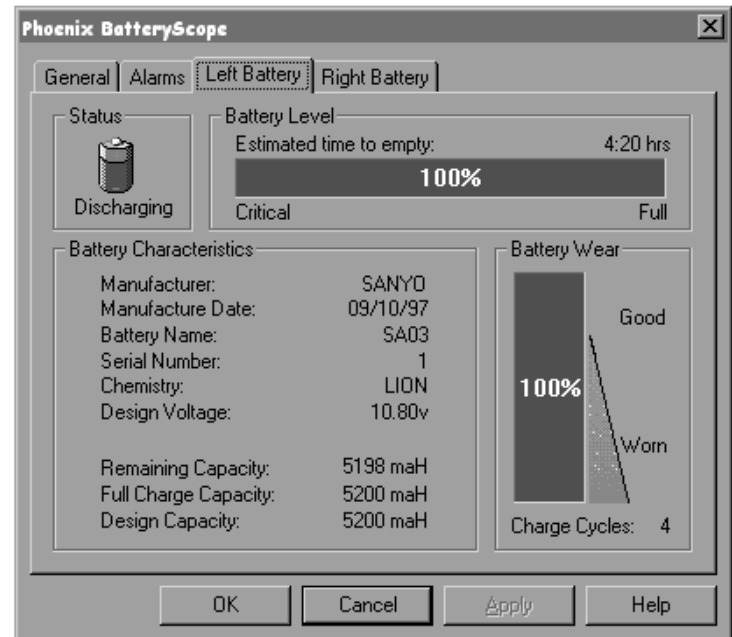 Phoenix BatteryScope
General Alarms Left Battery Right Battery
Status
Discharging
Battery Level
Estimated time to empty: 4:20 hrs
100%
Critical Full
Battery Characteristics
Manufacturer: SANYO
Manufacture Date: 09/10/97
Battery Name: SA03
Serial Number: 1
Chemistry: LION
Design Voltage: 10.80v
Remaining Capacity: 5198 maH
Full Charge Capacity: 5200 maH
Design Capacity: 5200 maH
Battery Wear
Good
100%
Worn
Charge Cycles: 4
OK Cancel Apply Help